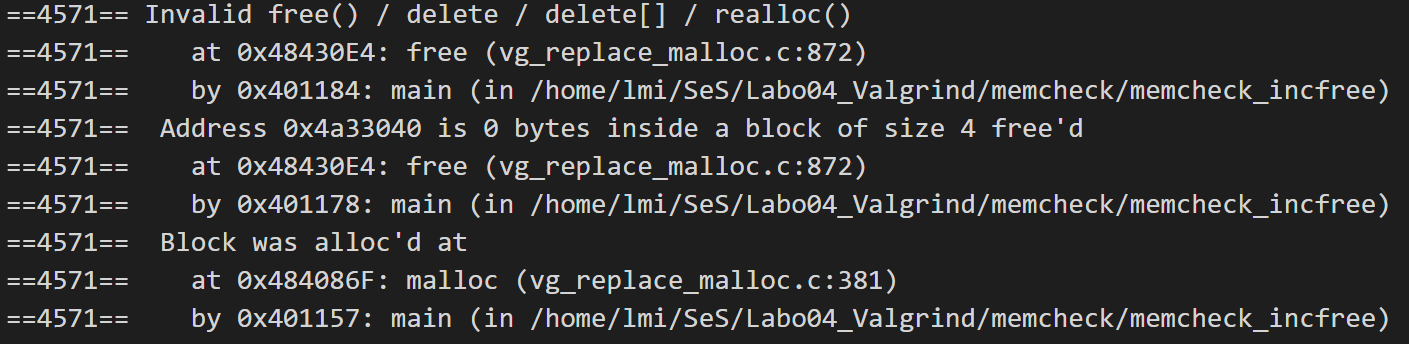 ==4571== Invalid free() / delete / delete[] / realloc()
==4571==    at 0x48430E4: free (vg_replace_malloc.c:872)
==4571==    by 0x401184: main (in /home/lmi/SeS/Labo04_Valgrind/memcheck/memcheck_incfree)
==4571==  Address 0x4a33040 is 0 bytes inside a block of size 4 free'd
==4571==    at 0x48430E4: free (vg_replace_malloc.c:872)
==4571==    by 0x401178: main (in /home/lmi/SeS/Labo04_Valgrind/memcheck/memcheck_incfree)
==4571==  Block was alloc'd at
==4571==    at 0x484086F: malloc (vg_replace_malloc.c:381)
==4571==    by 0x401157: main (in /home/lmi/SeS/Labo04_Valgrind/memcheck/memcheck_incfree)